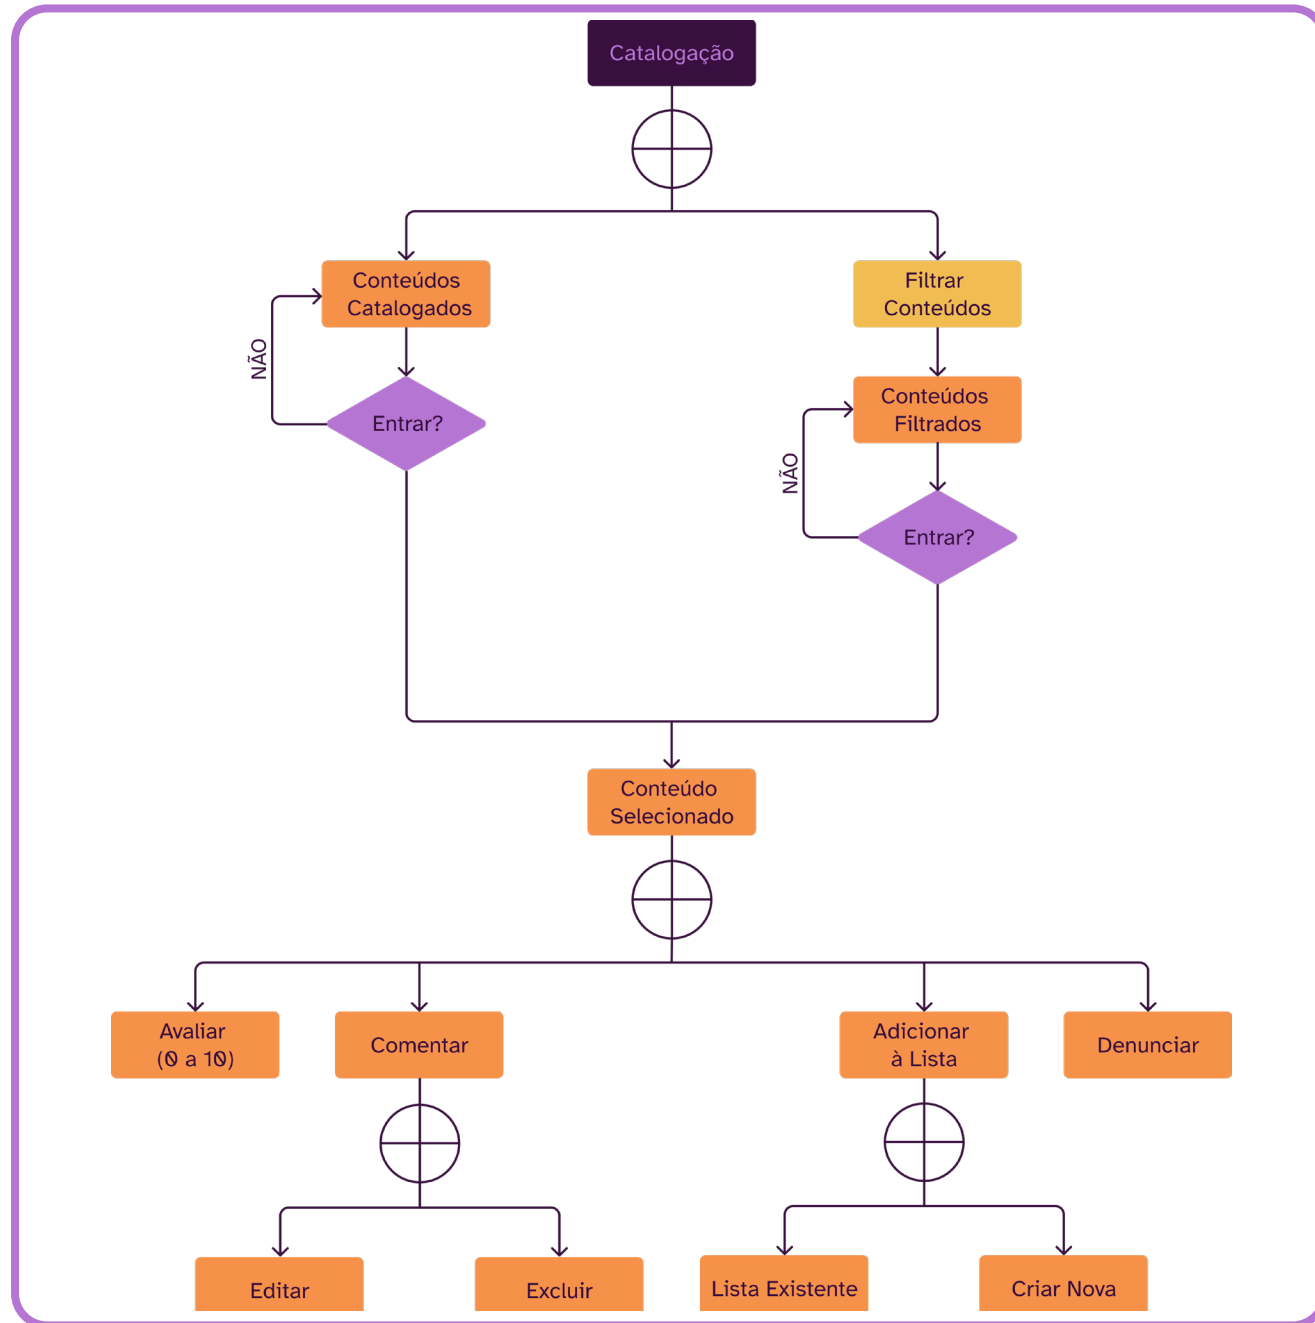 Catalogação
Conteúdos
Catalogados
Filtrar
Conteúdos
NÃO
Entrar?
Conteúdos
Filtrados
NÃO
Entrar?
Conteúdo
Selecionado
Avaliar
(0 a 10)
Comentar
Adicionar
à Lista
Denunciar
Editar
Excluir
Lista Existente
Criar Nova